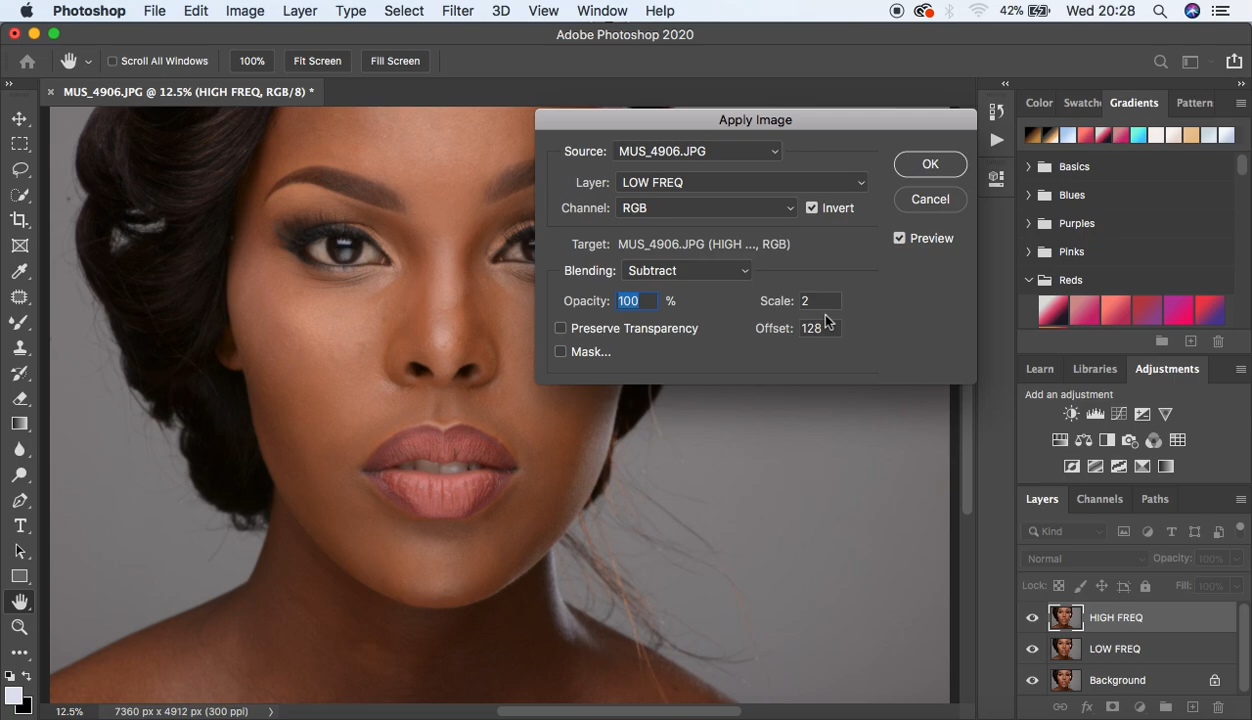 Photoshop File Edit Image Layer Type Select Filter 3D View Window Help 42% Wed 20:28
Adobe Photoshop 2020
Scroll All Windows 100% Fit Screen Fill Screen
MUS_4906.JPG @ 12.5% (HIGH FREQ, RGB/8) *
Color Swatche Gradients Pattern
Basics
Blues
Purples
Pinks
Reds
Apply Image
Source: MUS_4906.JPG
Layer: LOW FREQ
Channel: RGB Invert
Target: MUS_4906.JPG (HIGH ..., RGB)
Blending: Subtract
Opacity: 100 % Scale: 2
Preserve Transparency Offset: 128
Mask...
OK
Cancel
Preview
Learn Libraries Adjustments
Add an adjustment
Layers Channels Paths
Kind
Normal Opacity: 100%
Lock: Fill: 100%
HIGH FREQ
LOW FREQ
Background
12.5% 7360 px x 4912 px (300 ppi)